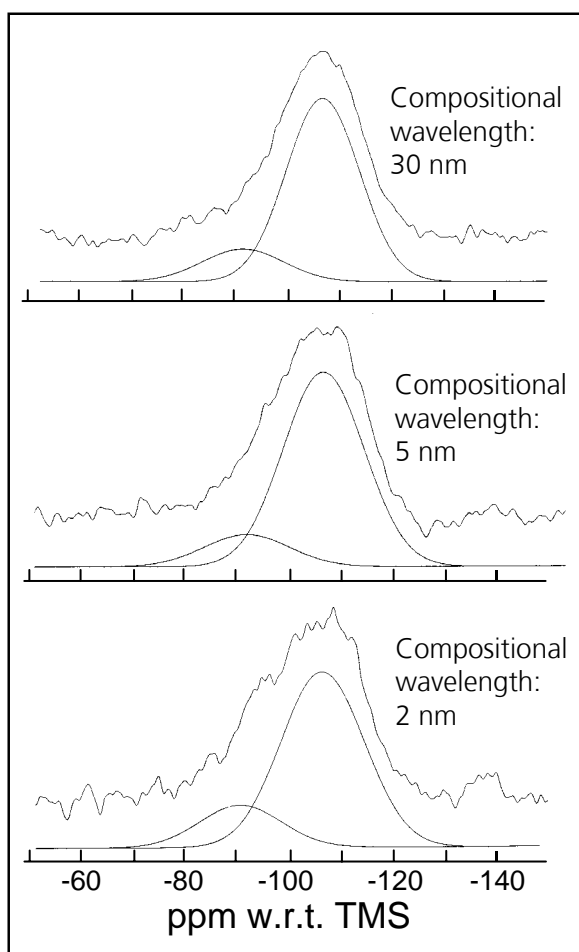 Compositional
wavelength:
30 nm
Compositional
wavelength:
5 nm
Compositional
wavelength:
2 nm
-60 -80 -100 -120 -140
ppm w.r.t. TMS